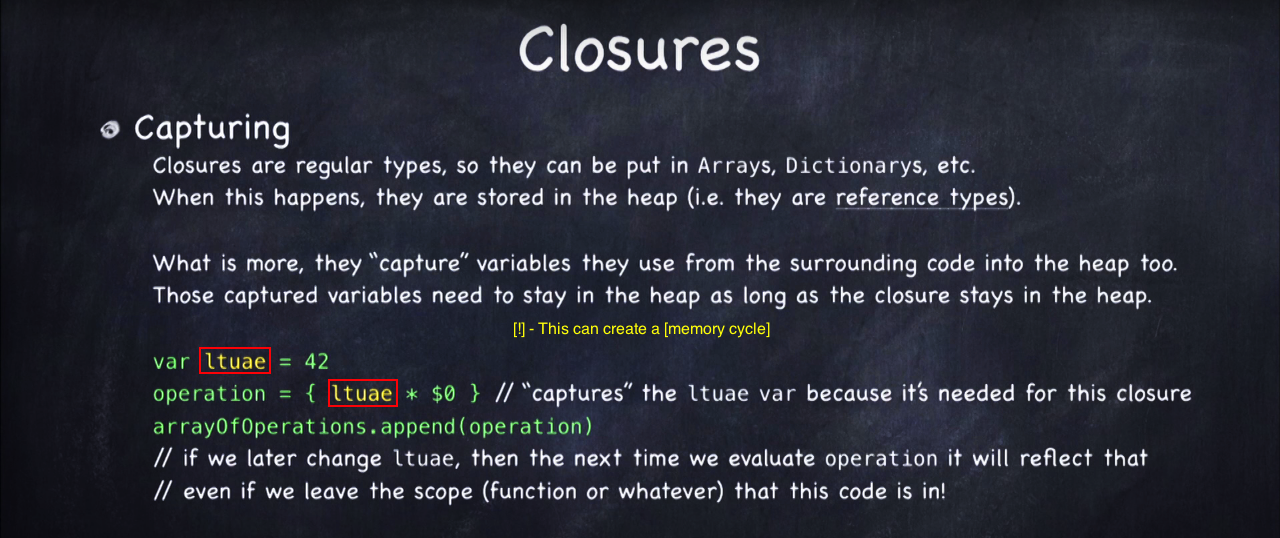 Closures
Capturing
Closures are regular types, so they can be put in Arrays, Dictionarys, etc.
When this happens, they are stored in the heap (i.e. they are reference types).
What is more, they “capture” variables they use from the surrounding code into the heap too.
Those captured variables need to stay in the heap as long as the closure stays in the heap.
[!] - This can create a [memory cycle]
var ltuae = 42
operation = { ltuae * $0 } // “captures” the ltuae var because it’s needed for this closure
arrayOfOperations.append(operation)
// if we later change ltuae, then the next time we evaluate operation it will reflect that
// even if we leave the scope (function or whatever) that this code is in!